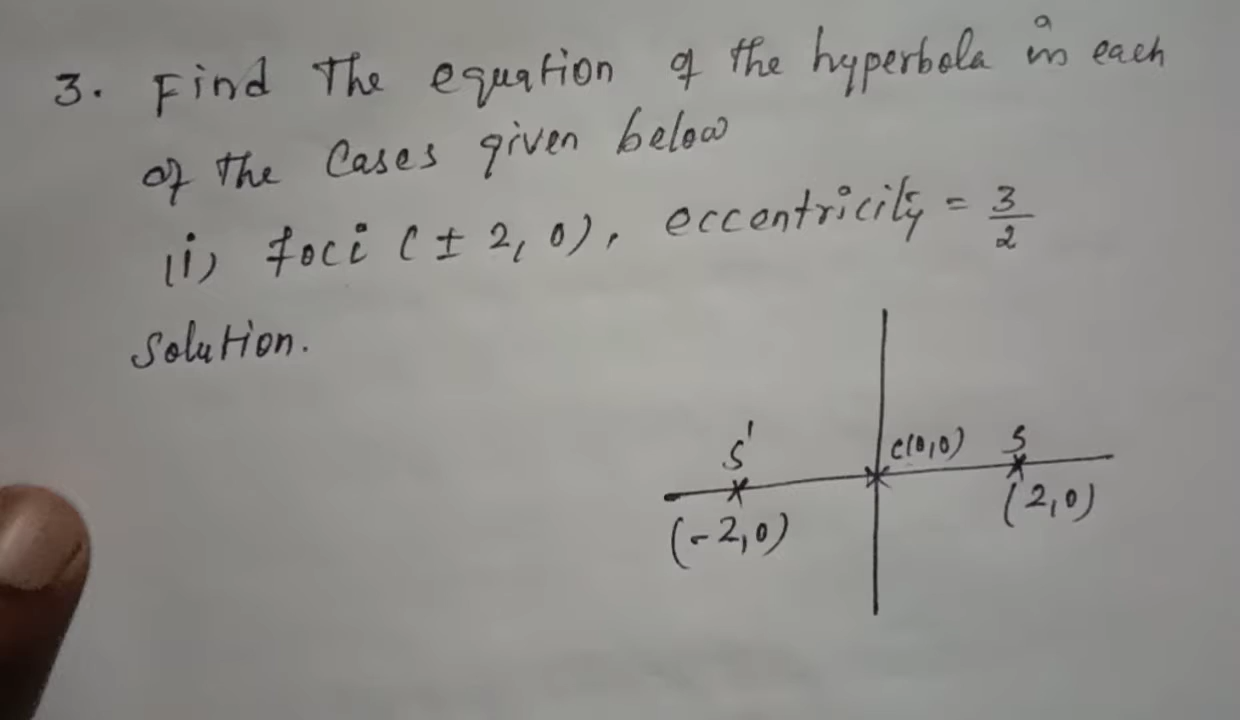 3. Find The equation of the hyperbola in each
of the Cases given below
(i) foci (± 2, 0), eccentricity = 3/2
Solution.
S' C(0,0) S
(-2,0) (2,0)